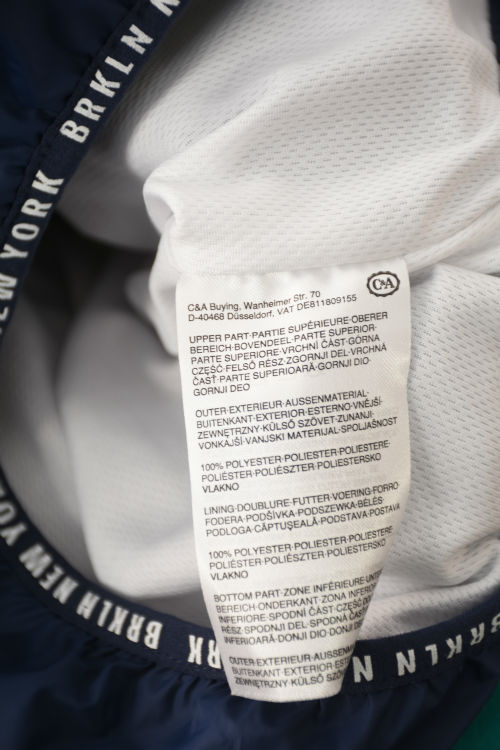 BRKLN
NEW YORK
C&A
C&A Buying, Wanheimer Str. 70
D-40468 Düsseldorf, VAT DE811809155
UPPER PART·PARTIE SUPÉRIEURE·OBERER
BEREICH·BOVENDEEL·PARTE SUPERIOR·
PARTE SUPERIORE·VRCHNÍ ČÁST·GÓRNA
CZĘŚĆ·FELSŐ RÉSZ·ZGORNJI DEL·VRCHNÁ
ČASŤ·PARTE SUPERIOARĂ·GORNJI DIO·
GORNJI DEO
OUTER·EXTERIEUR·AUSSENMATERIAL·
BUITENKANT·EXTERIOR·ESTERNO·VNĚJŠÍ·
ZEWNĘTRZNY·KÜLSŐ SZÖVET·ZUNANJI·
VONKAJŠÍ·VANJSKI MATERIJAL·SPOLJAŠNOST
100% POLYESTER·POLIESTER·POLIESTERE·
POLIÉSTER·POLIÉSZTER·POLIESTERSKO
VLAKNO
LINING·DOUBLURE·FUTTER·VOERING·FORRO·
FODERA·PODŠÍVKA·PODSZEWKA·BÉLÉS·
PODLOGA·CĂPTUŞEALĂ·PODSTAVA·POSTAVA
100% POLYESTER·POLIESTER·POLIESTERE
POLIÉSTER·POLIÉSZTER·POLIESTERSKO
VLAKNO
BOTTOM PART·ZONE INFÉRIEURE·
BEREICH·ONDERKANT·ZONA
INFERIORE·SPODNÍ ČÁST·CZĘŚĆ
RÉSZ·SPODNJI DEL·SPODNÁ
INFERIOARĂ·DONJI DIO·DONJI
OUTER·EXTERIEUR·
BUITENKANT·EXTERIOR·
ZEWNĘTRZNY·KÜLSŐ
NEW YORK
BRKLN
BRKLN